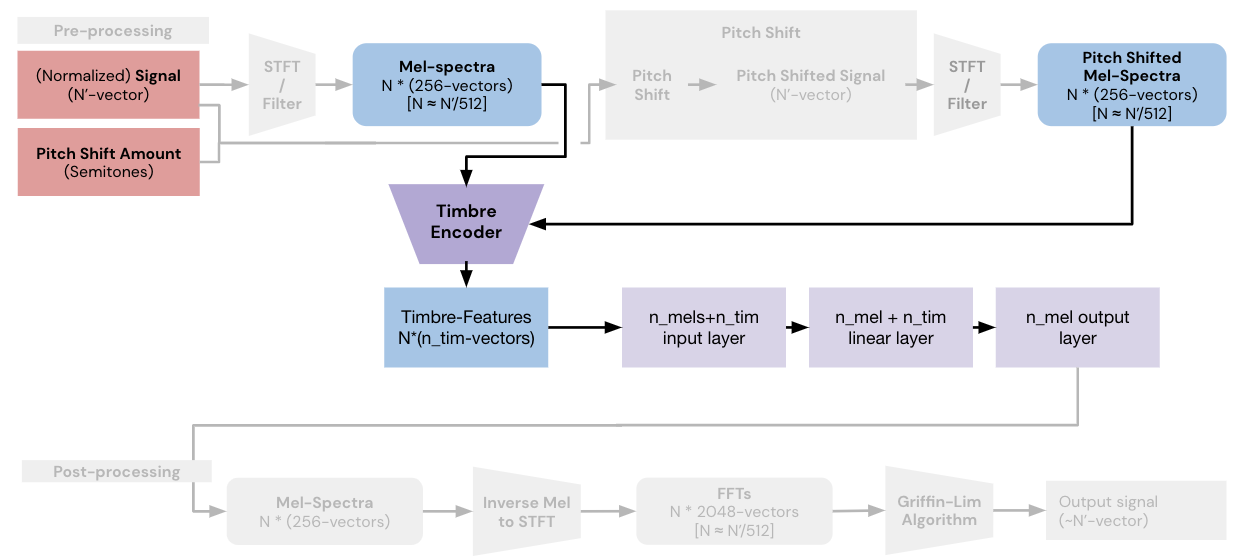 Pre-processing
(Normalized) Signal
(N'-vector)
Pitch Shift Amount
(Semitones)
STFT
/
Filter
Mel-spectra
N * (256-vectors)
[N ≈ N'/512]
Pitch Shift
Pitch
Shift
Pitch Shifted Signal
(N'-vector)
STFT
/
Filter
Pitch Shifted
Mel-Spectra
N * (256-vectors)
[N ≈ N'/512]
Timbre
Encoder
Timbre-Features
N*(n_tim-vectors)
n_mels+n_tim
input layer
n_mel + n_tim
linear layer
n_mel output
layer
Post-processing
Mel-Spectra
N * (256-vectors)
Inverse Mel
to STFT
FFTs
N * 2048-vectors
[N ≈ N'/512]
Griffin-Lim
Algorithm
Output signal
(~N'-vector)